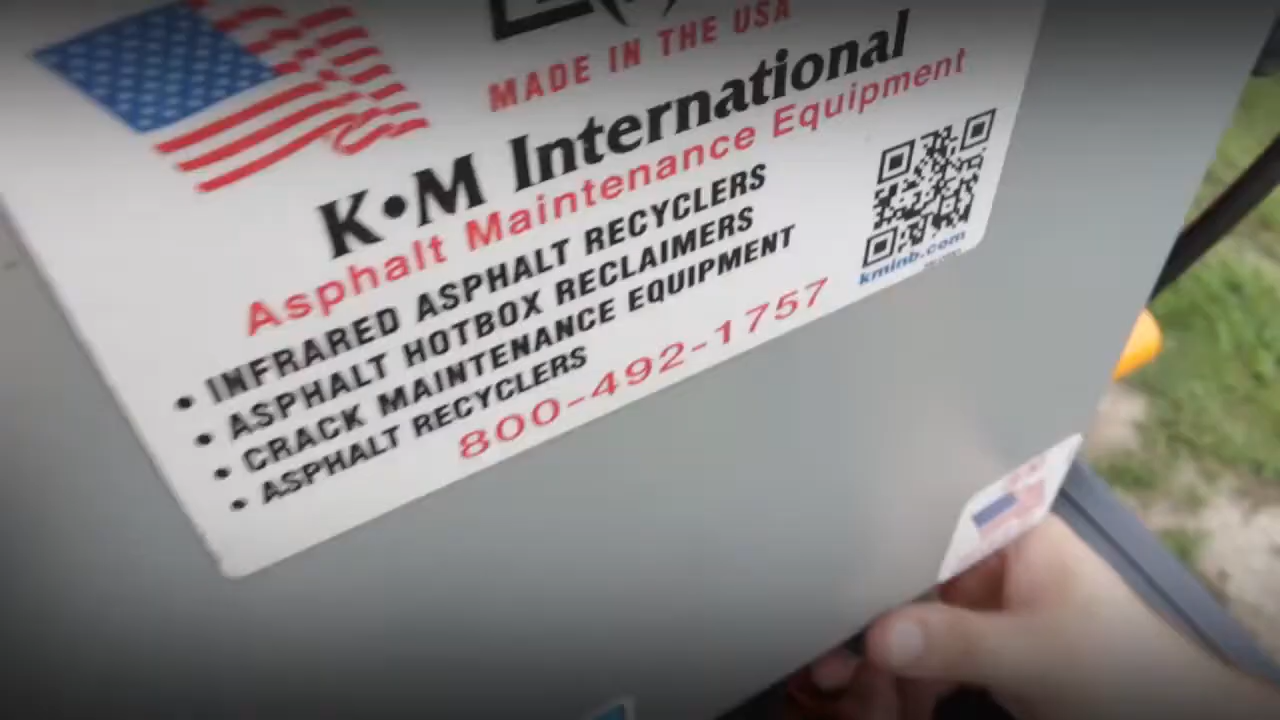 MADE IN THE USA
K•M International
Asphalt Maintenance Equipment
• INFRARED ASPHALT RECYCLERS
• ASPHALT HOTBOX RECLAIMERS
• CRACK MAINTENANCE EQUIPMENT
• ASPHALT RECYCLERS
800-492-1757
kminb.com